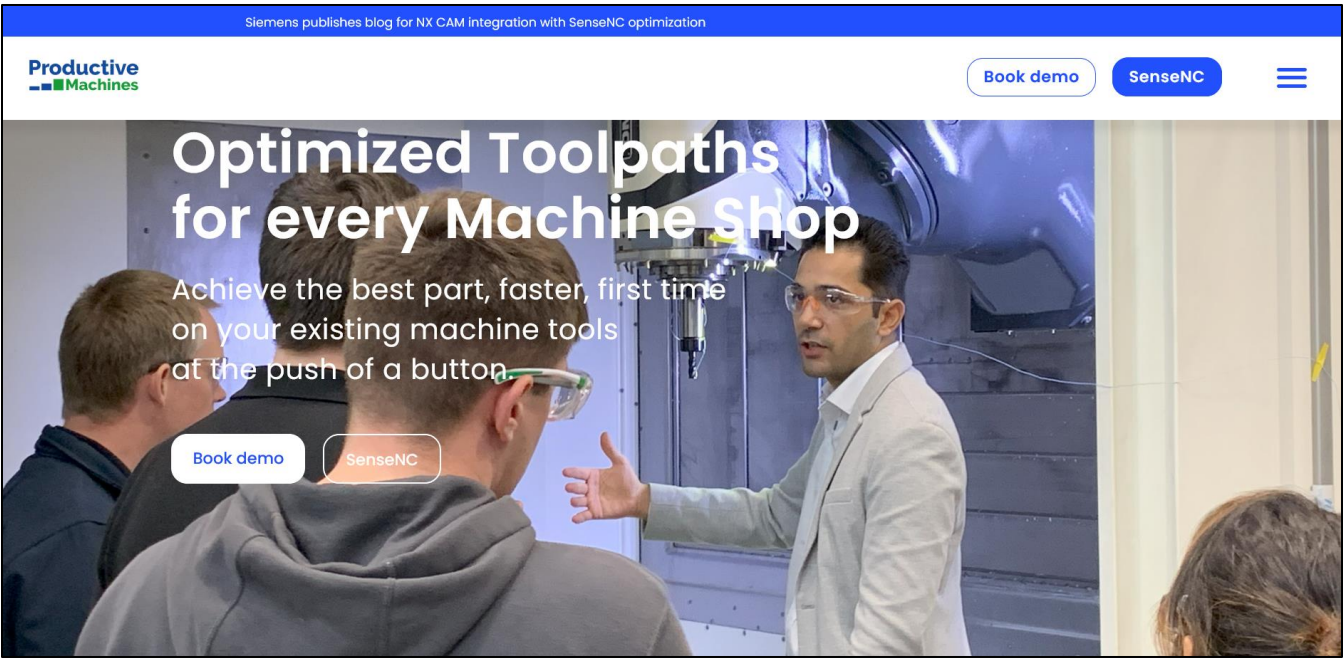 Siemens publishes blog for NX CAM integration with SenseNC optimization
Productive
Machines
Book demo
SenseNC
Optimized Toolpaths
for every Machine Shop
Achieve the best part, faster, first time
on your existing machine tools
at the push of a button.
Book demo
SenseNC